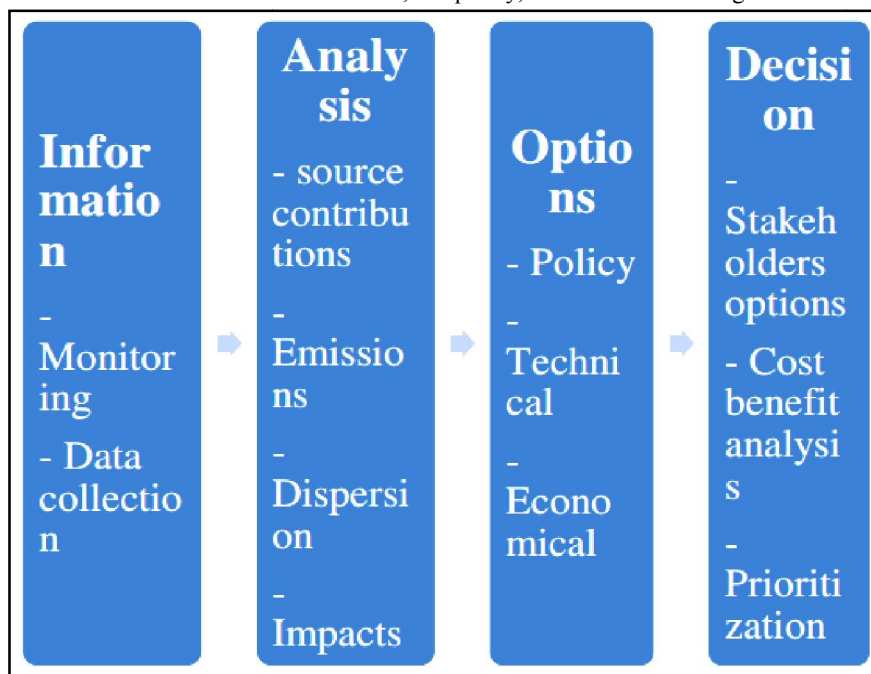 Infor
matio
n
-
Monitor
ing
- Data
collectio
n
Analy
sis
- source
contribu
tions
-
Emissio
ns
-
Dispersi
on
-
Impacts
Optio
ns
- Policy
-
Techni
cal
-
Econo
mical
Decisi
on
-
Stakeh
olders
options
- Cost
benefit
analysi
s
-
Prioriti
zation